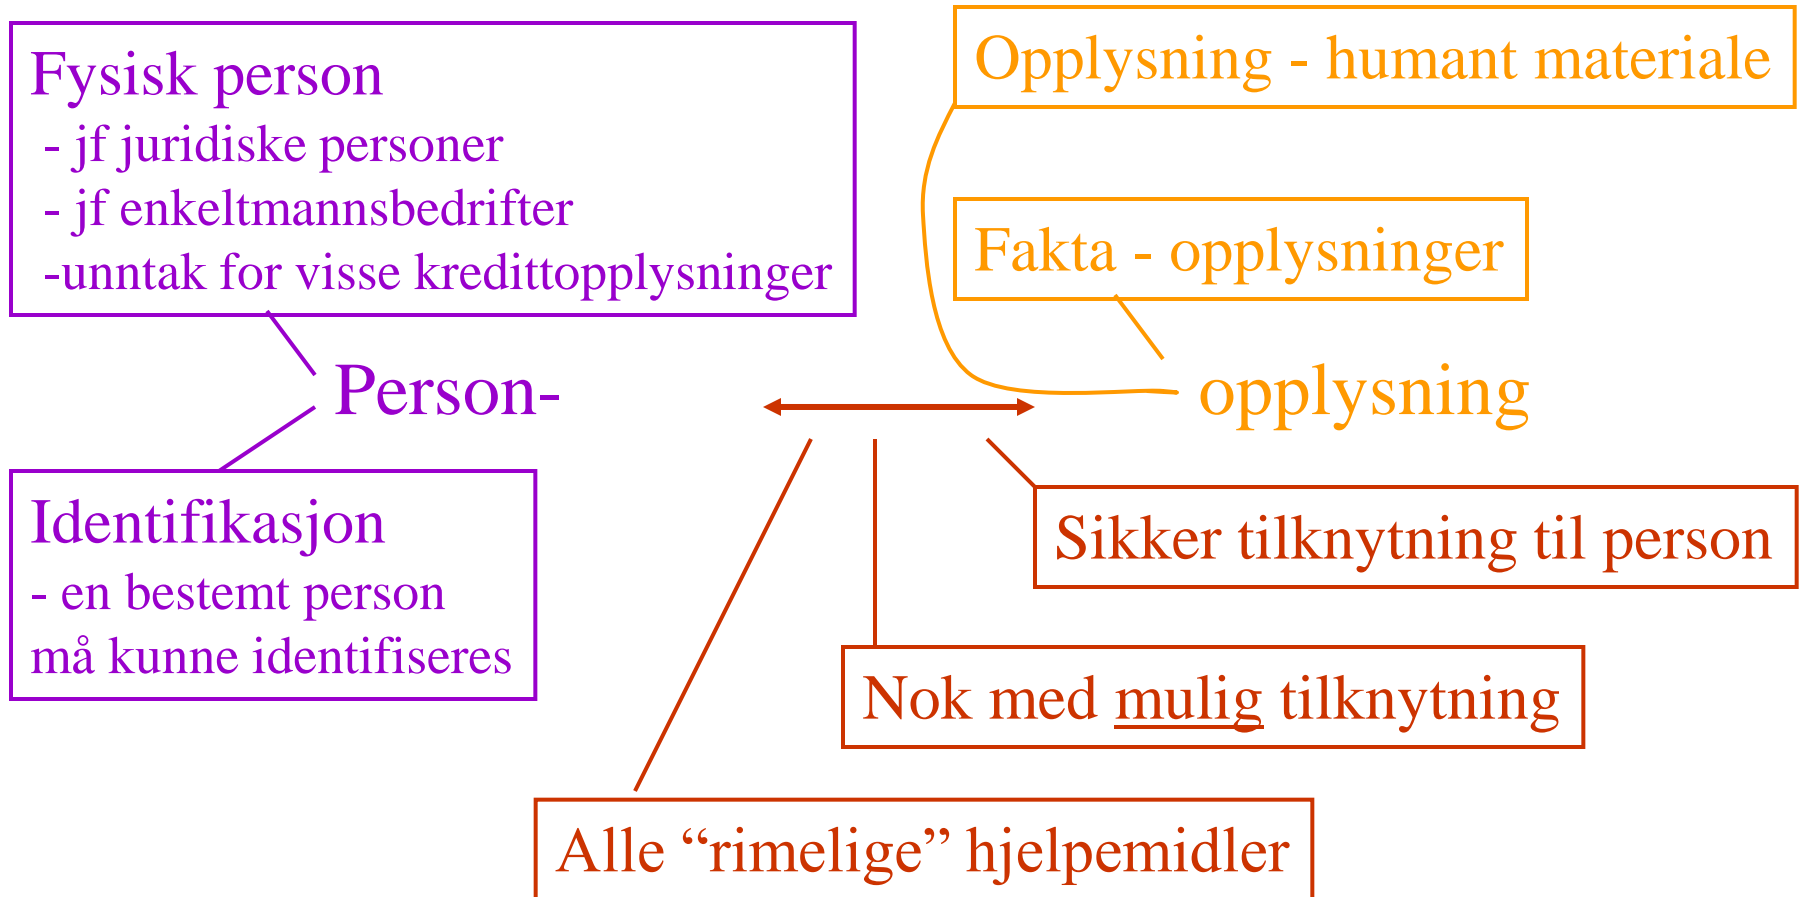 Fysisk person
- jf juridiske personer
- jf enkeltmannsbedrifter
-unntak for visse kredittopplysninger
Opplysning - humant materiale
Fakta - opplysninger
Person-
opplysning
Identifikasjon
- en bestemt person
må kunne identifiseres
Sikker tilknytning til person
Nok med mulig tilknytning
Alle “rimelige” hjelpemidler